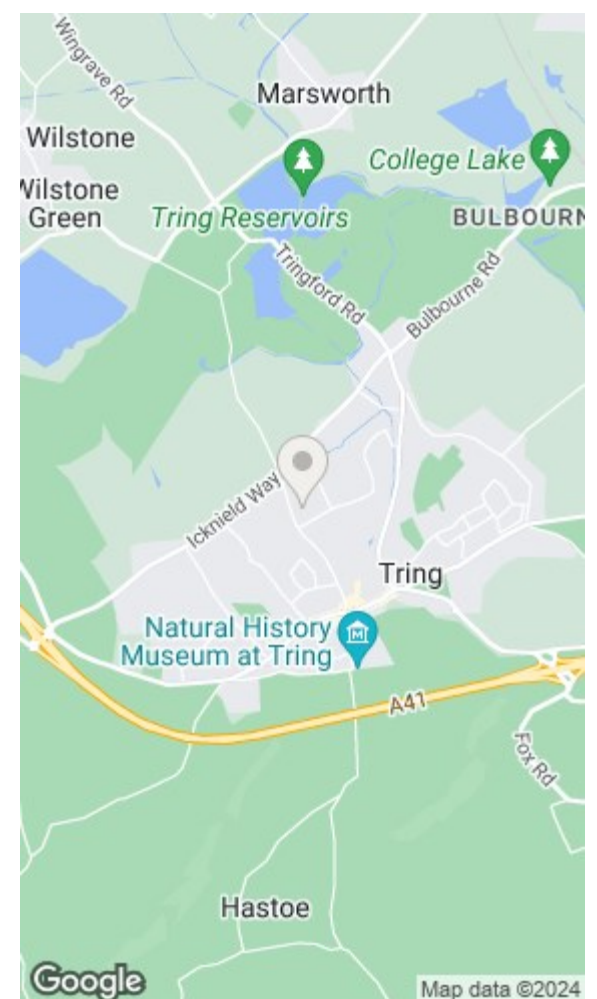 Wingrave Rd
Marsworth
Wilstone
College Lake
Wilstone
Green
Tring Reservoirs
BULBOURN
Tringford Rd
Bulbourne Rd
Icknield Way
Tring
Natural History
Museum at Tring
M
A41
Fox Rd
Hastoe
Google
Map data ©2024